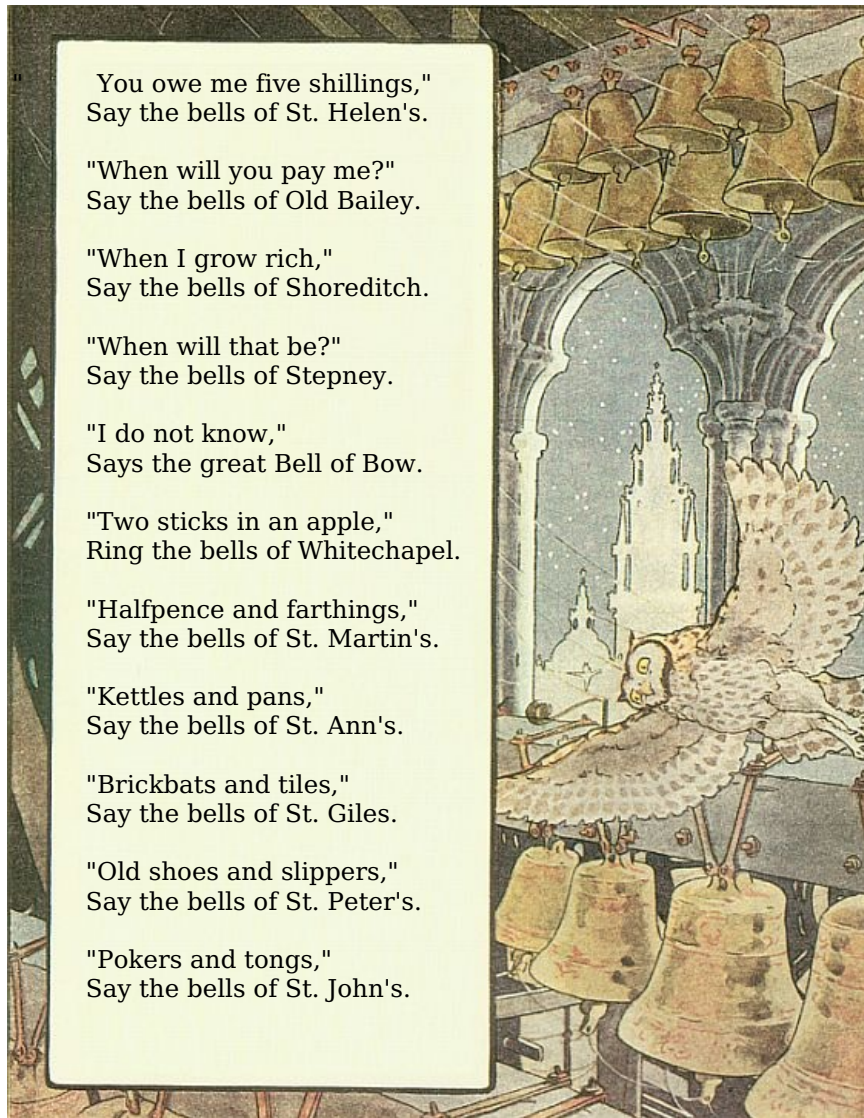 " You owe me five shillings,"
Say the bells of St. Helen's.
"When will you pay me?"
Say the bells of Old Bailey.
"When I grow rich,"
Say the bells of Shoreditch.
"When will that be?"
Say the bells of Stepney.
"I do not know,"
Says the great Bell of Bow.
"Two sticks in an apple,"
Ring the bells of Whitechapel.
"Halfpence and farthings,"
Say the bells of St. Martin's.
"Kettles and pans,"
Say the bells of St. Ann's.
"Brickbats and tiles,"
Say the bells of St. Giles.
"Old shoes and slippers,"
Say the bells of St. Peter's.
"Pokers and tongs,"
Say the bells of St. John's.